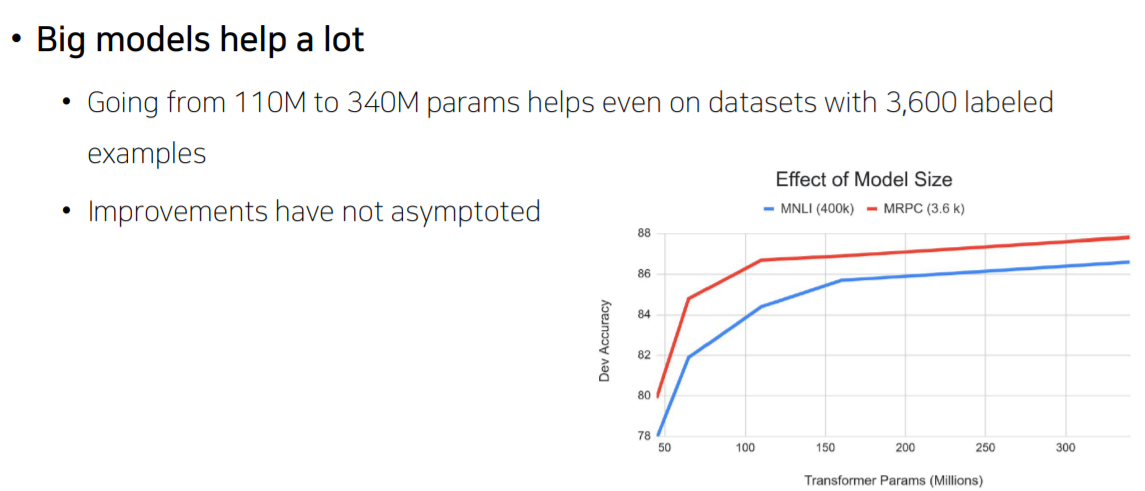 • Big models help a lot
• Going from 110M to 340M params helps even on datasets with 3,600 labeled
examples
• Improvements have not asymptoted
Effect of Model Size
MNLI (400k) MRPC (3.6 k)
88
86
84
82
80
78
Dev Accuracy
50 100 150 200 250 300
Transformer Params (Millions)